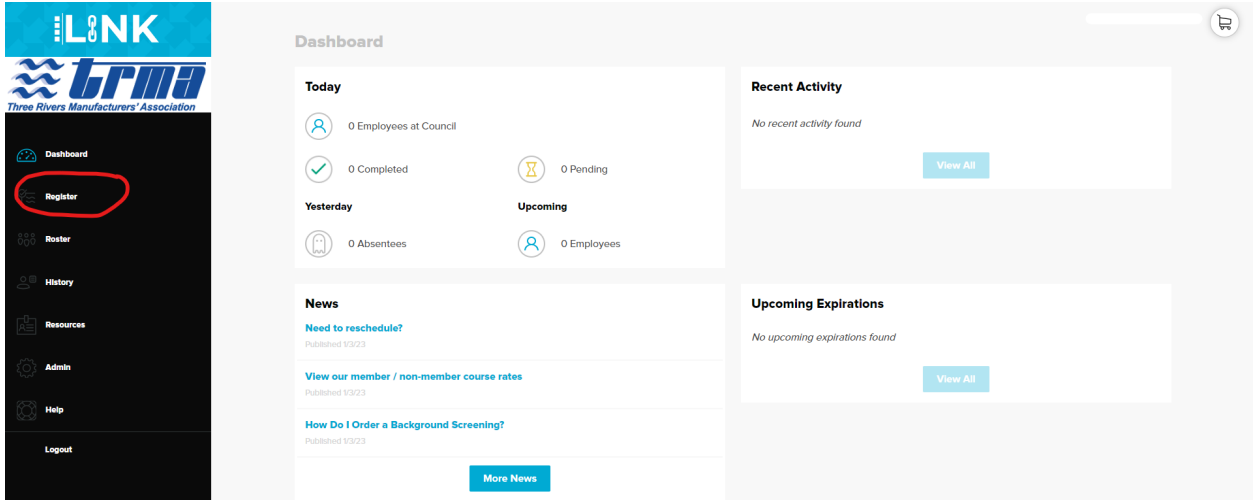 LINK
trma
Three Rivers Manufacturers' Association
Dashboard
Register
Roster
History
Resources
Admin
Help
Logout
Dashboard
Today
0 Employees at Council
0 Completed
0 Pending
Yesterday
Upcoming
0 Absentees
0 Employees
Recent Activity
No recent activity found
View All
News
Need to reschedule?
Published 1/3/23
View our member / non-member course rates
Published 1/3/23
How Do I Order a Background Screening?
Published 1/3/23
More News
Upcoming Expirations
No upcoming expirations found
View All